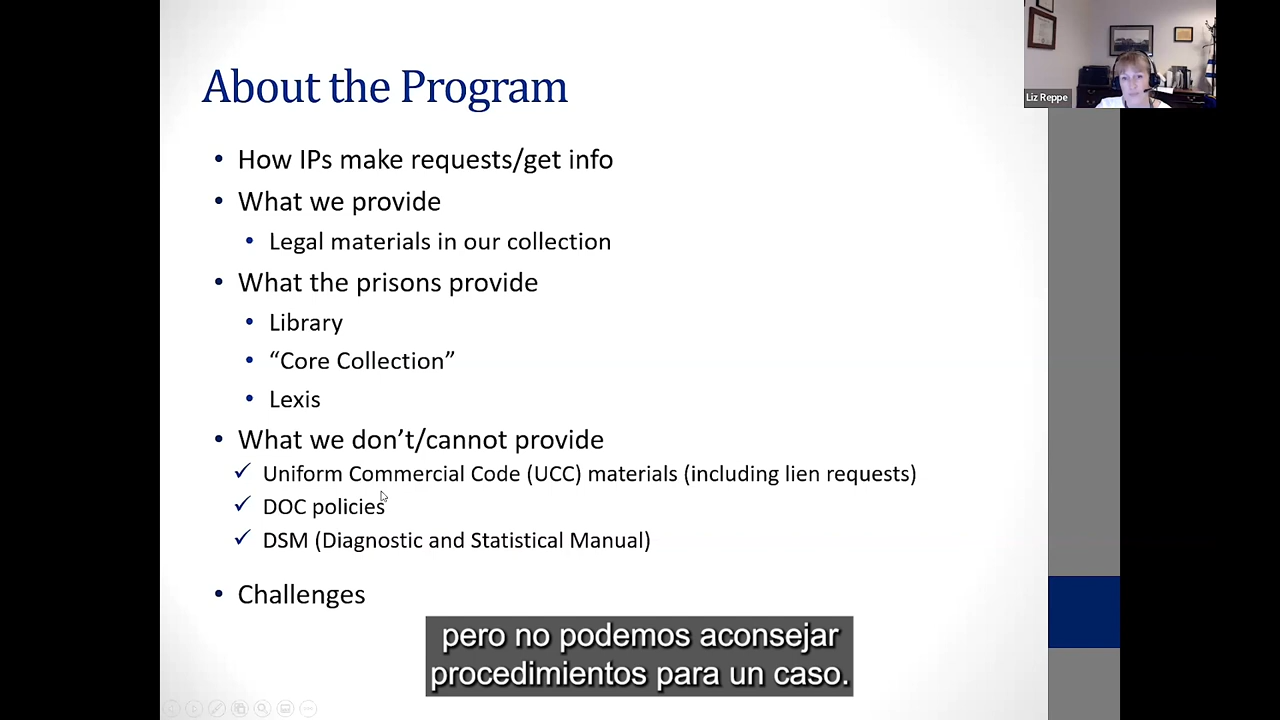 About the Program
Liz Reppe
• How IPs make requests/get info
• What we provide
• Legal materials in our collection
• What the prisons provide
• Library
• “Core Collection”
• Lexis
• What we don’t/cannot provide
✓ Uniform Commercial Code (UCC) materials (including lien requests)
✓ DOC policies
✓ DSM (Diagnostic and Statistical Manual)
• Challenges
pero no podemos aconsejar
procedimientos para un caso.